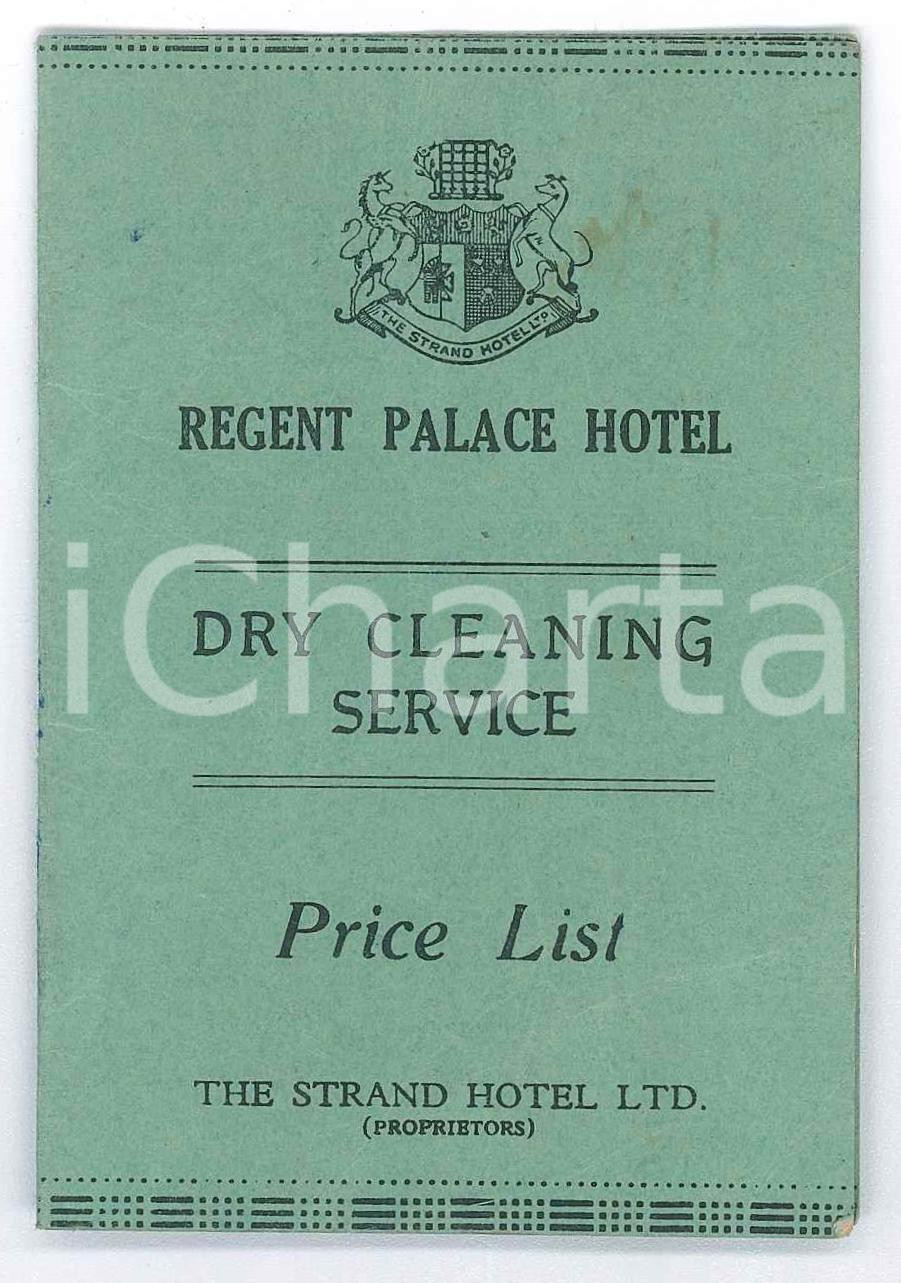 THE STRAND HOTEL LTD
REGENT PALACE HOTEL
iCharta
DRY CLEANING
SERVICE
Price List
THE STRAND HOTEL LTD.
(PROPRIETORS)